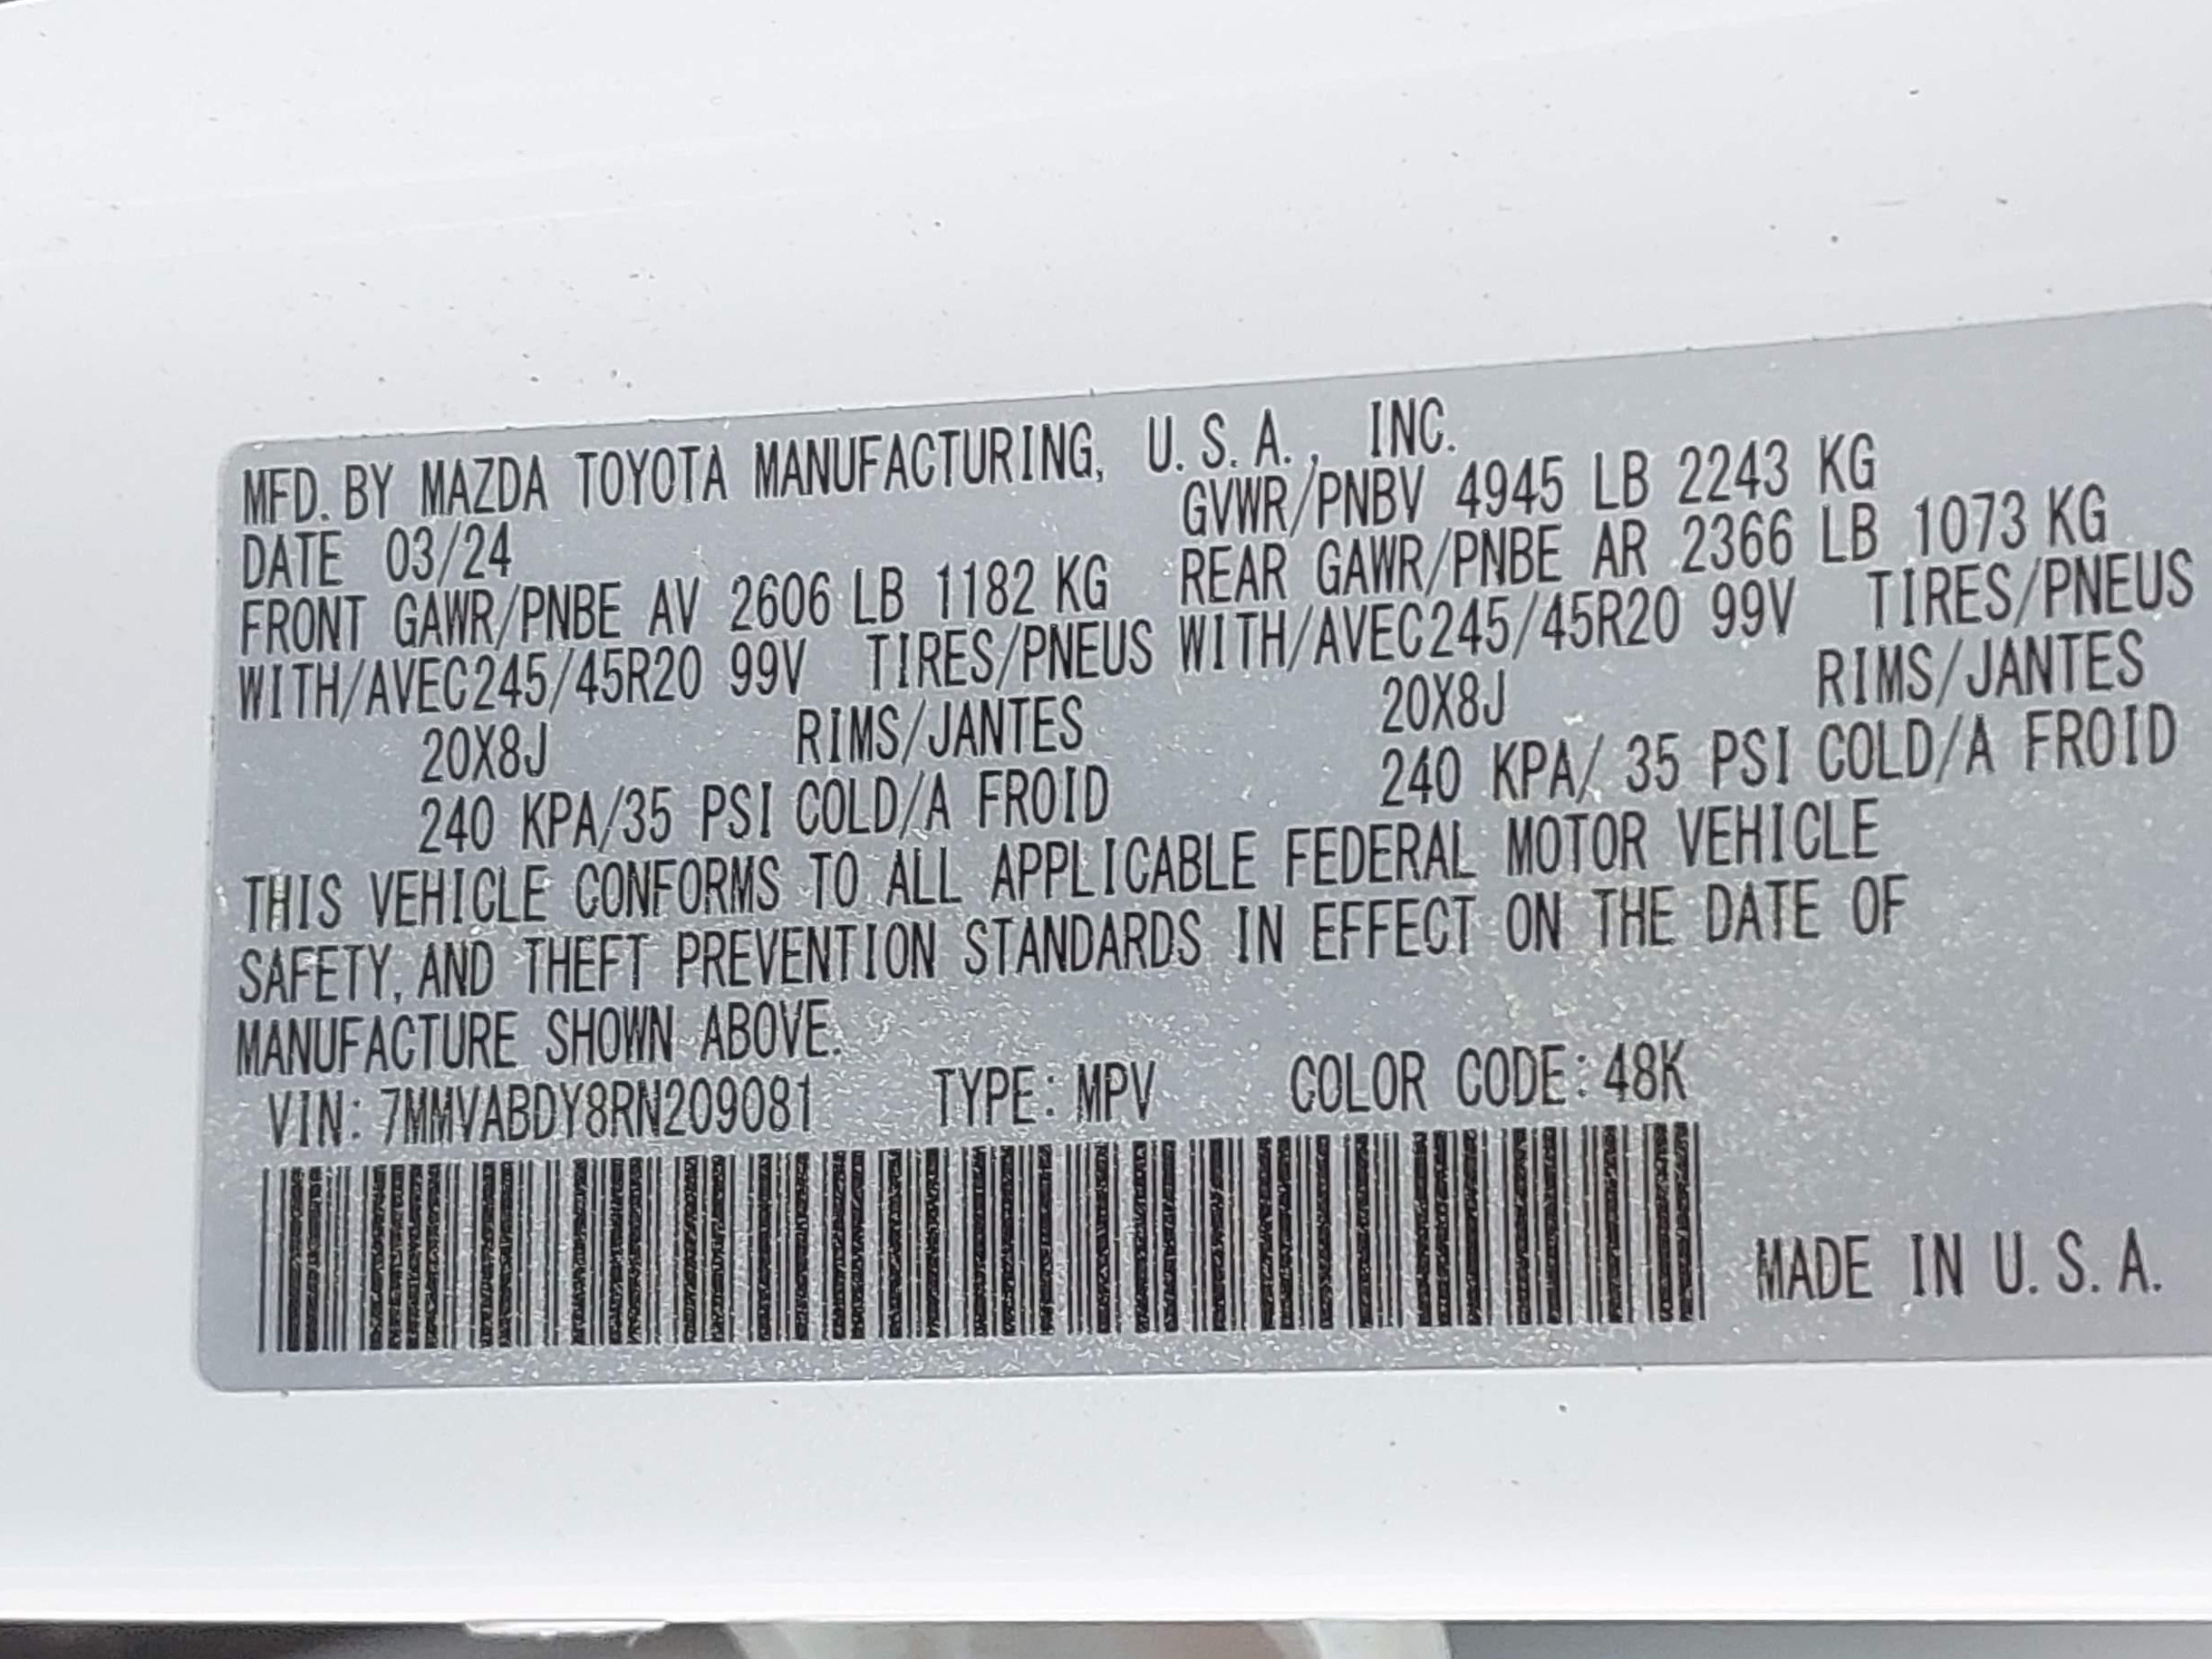 MFD. BY MAZDA TOYOTA MANUFACTURING, U.S.A., INC.
DATE 03/24 GVWR/PNBV 4945 LB 2243 KG
FRONT GAWR/PNBE AV 2606 LB 1182 KG REAR GAWR/PNBE AR 2366 LB 1073 KG
WITH/AVEC245/45R20 99V TIRES/PNEUS WITH/AVEC245/45R20 99V TIRES/PNEUS
20X8J RIMS/JANTES 20X8J RIMS/JANTES
240 KPA/35 PSI COLD/A FROID 240 KPA/ 35 PSI COLD/A FROID
THIS VEHICLE CONFORMS TO ALL APPLICABLE FEDERAL MOTOR VEHICLE
SAFETY, AND THEFT PREVENTION STANDARDS IN EFFECT ON THE DATE OF
MANUFACTURE SHOWN ABOVE.
VIN: 7MMVABDY8RN209081 TYPE: MPV COLOR CODE: 48K
MADE IN U.S.A.